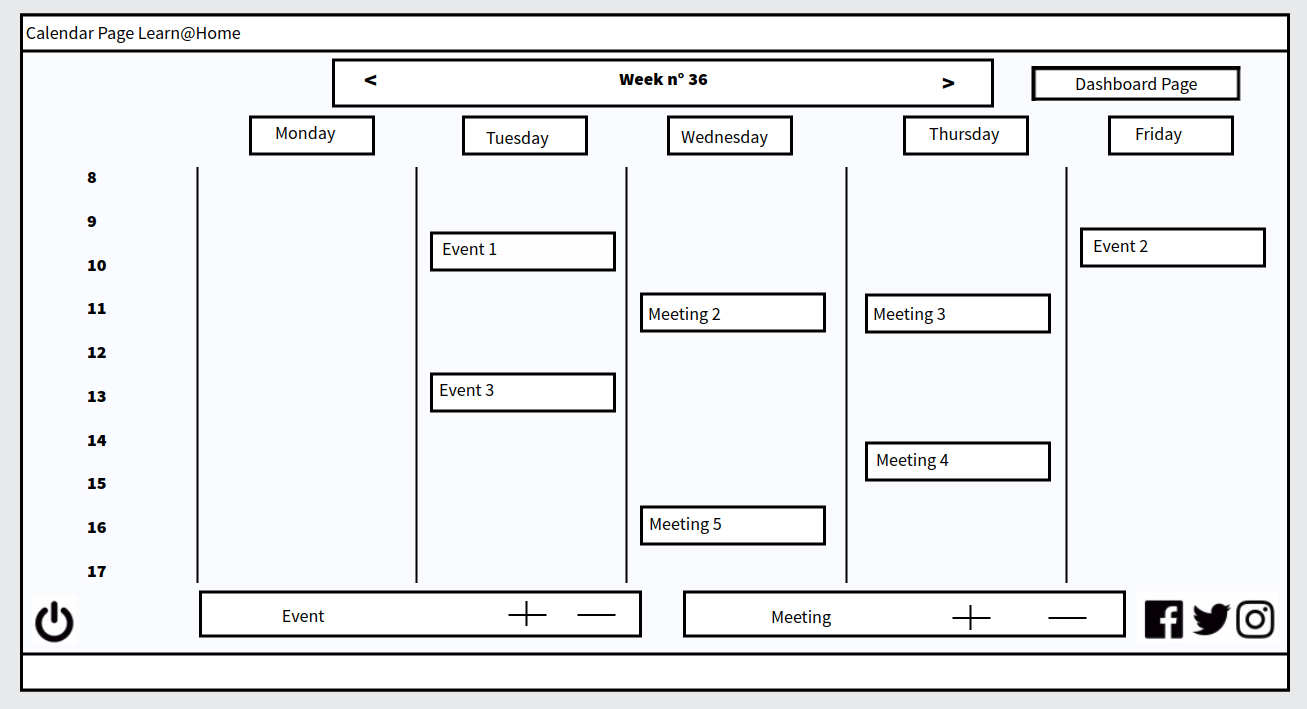 Calendar Page Learn@Home
< Week n° 36 >
Dashboard Page
Monday
Tuesday
Wednesday
Thursday
Friday
8
9
Event 1
Event 2
10
11
Meeting 2
Meeting 3
12
Event 3
13
14
Meeting 4
15
16
Meeting 5
17
Event + —
Meeting + —